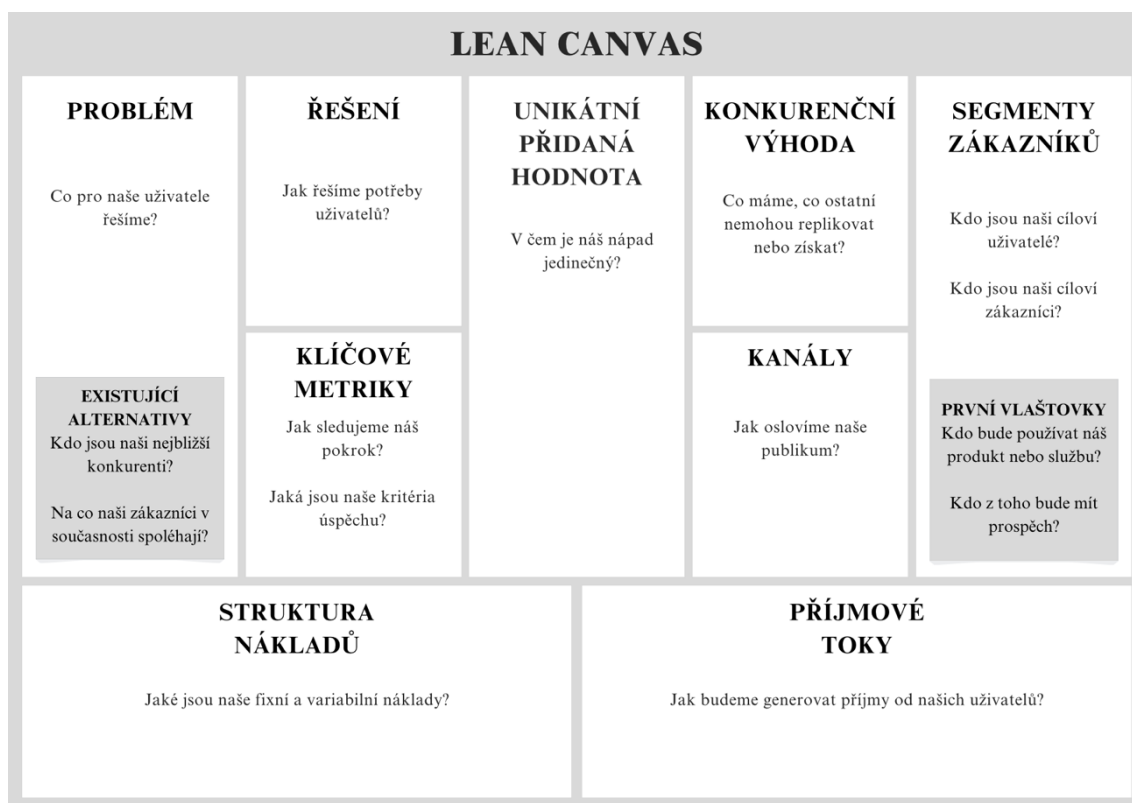 LEAN CANVAS
PROBLÉM
Co pro naše uživatele
řešíme?
EXISTUJÍCÍ
ALTERNATIVY
Kdo jsou naši nejbližší
konkurenti?
Na co naši zákazníci v
současnosti spoléhají?
ŘEŠENÍ
Jak řešíme potřeby
uživatelů?
KLÍČOVÉ
METRIKY
Jak sledujeme náš
pokrok?
Jaká jsou naše kritéria
úspěchu?
UNIKÁTNÍ
PŘIDANÁ
HODNOTA
V čem je náš nápad
jedinečný?
KONKURENČNÍ
VÝHODA
Co máme, co ostatní
nemohou replikovat
nebo získat?
KANÁLY
Jak oslovíme naše
publikum?
SEGMENTY
ZÁKAZNÍKŮ
Kdo jsou naši cíloví
uživatelé?
Kdo jsou naši cíloví
zákazníci?
PRVNÍ VLAŠTOVKY
Kdo bude používat náš
produkt nebo službu?
Kdo z toho bude mít
prospěch?
STRUKTURA
NÁKLADŮ
Jaké jsou naše fixní a variabilní náklady?
PŘÍJMOVÉ
TOKY
Jak budeme generovat příjmy od našich uživatelů?